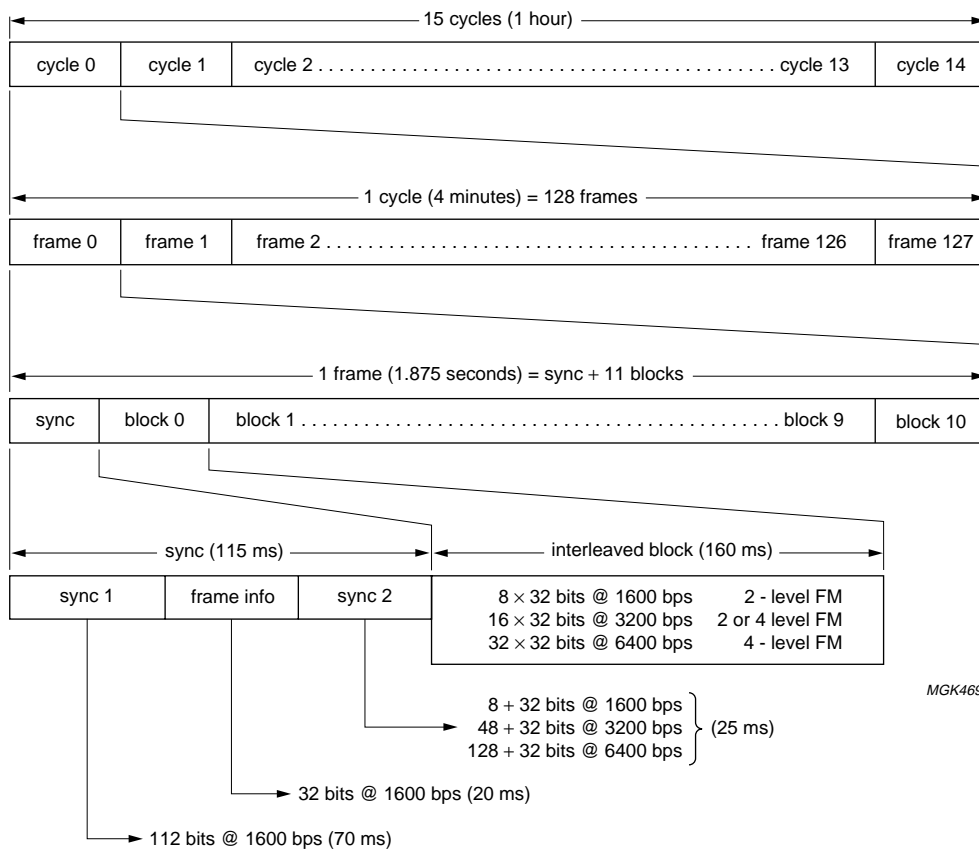 15 cycles (1 hour)
cycle 0 cycle 1 cycle 2 . . . . . . . . . . . . . . . . . . . . . . . . . . . . . . . . . . . cycle 13 cycle 14
1 cycle (4 minutes) = 128 frames
frame 0 frame 1 frame 2 . . . . . . . . . . . . . . . . . . . . . . . . . . . . . . . . . frame 126 frame 127
1 frame (1.875 seconds) = sync + 11 blocks
sync block 0 block 1 . . . . . . . . . . . . . . . . . . . . . . . . . . . . . . . . . . . . . block 9 block 10
sync (115 ms) interleaved block (160 ms)
sync 1 frame info sync 2
8 × 32 bits @ 1600 bps 2 - level FM
16 × 32 bits @ 3200 bps 2 or 4 level FM
32 × 32 bits @ 6400 bps 4 - level FM
MGK469
8 + 32 bits @ 1600 bps
48 + 32 bits @ 3200 bps (25 ms)
128 + 32 bits @ 6400 bps
32 bits @ 1600 bps (20 ms)
112 bits @ 1600 bps (70 ms)